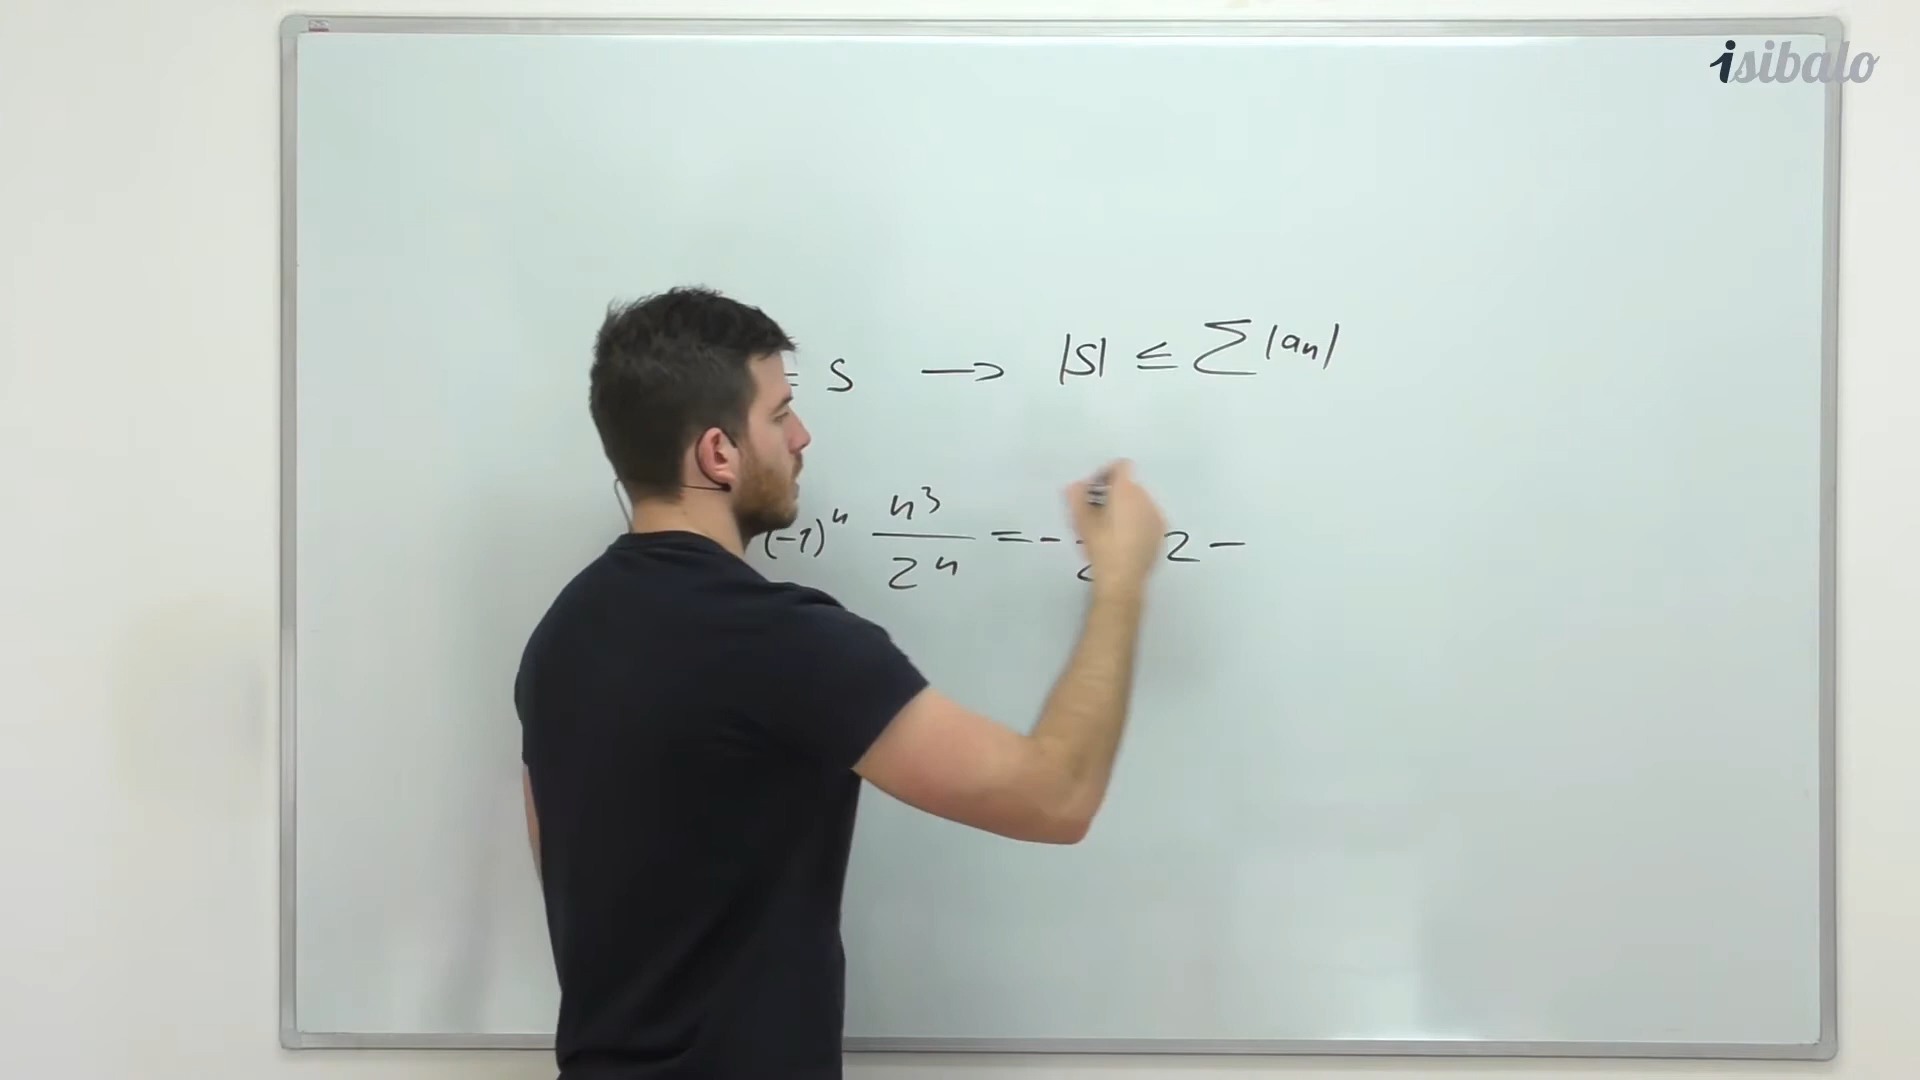 isibalo
= S → |S| ≤ ∑ |aₙ|
(-1)ⁿ n³/2ⁿ = - 2 -